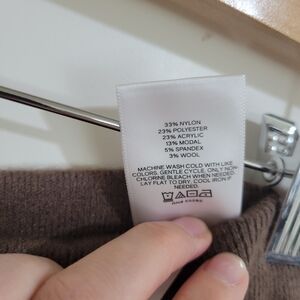 33% NYLON
23% POLYESTER
23% ACRYLIC
13% MODAL
5% SPANDEX
3% WOOL
MACHINE WASH COLD WITH LIKE
COLORS, GENTLE CYCLE. ONLY NON-
CHLORINE BLEACH WHEN NEEDED.
LAY FLAT TO DRY. COOL IRON IF
NEEDED.